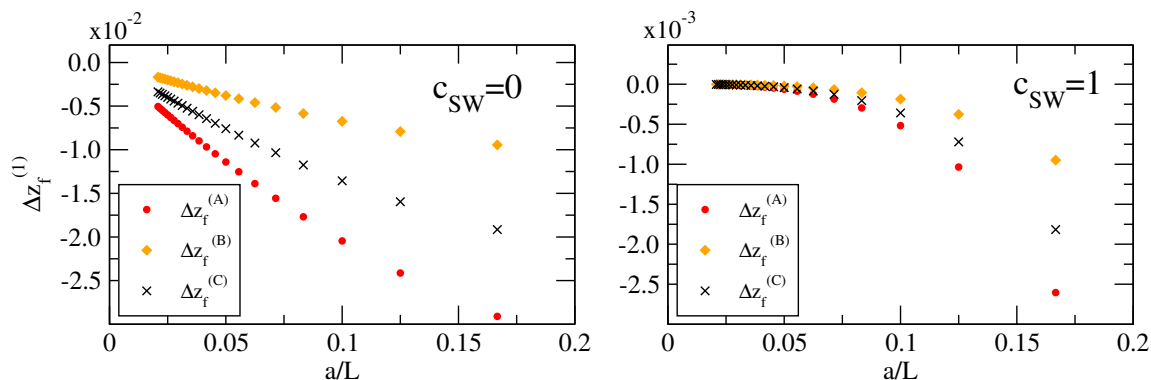 x10^-2
0.0
-0.5
-1.0
-1.5
-2.0
-2.5
Δz_f^(1)
c_SW=0
Δz_f^(A)
Δz_f^(B)
Δz_f^(C)
0 0.05 0.1 0.15 0.2
a/L
x10^-3
0.0
-0.5
-1.0
-1.5
-2.0
-2.5
c_SW=1
Δz_f^(A)
Δz_f^(B)
Δz_f^(C)
0 0.05 0.1 0.15 0.2
a/L